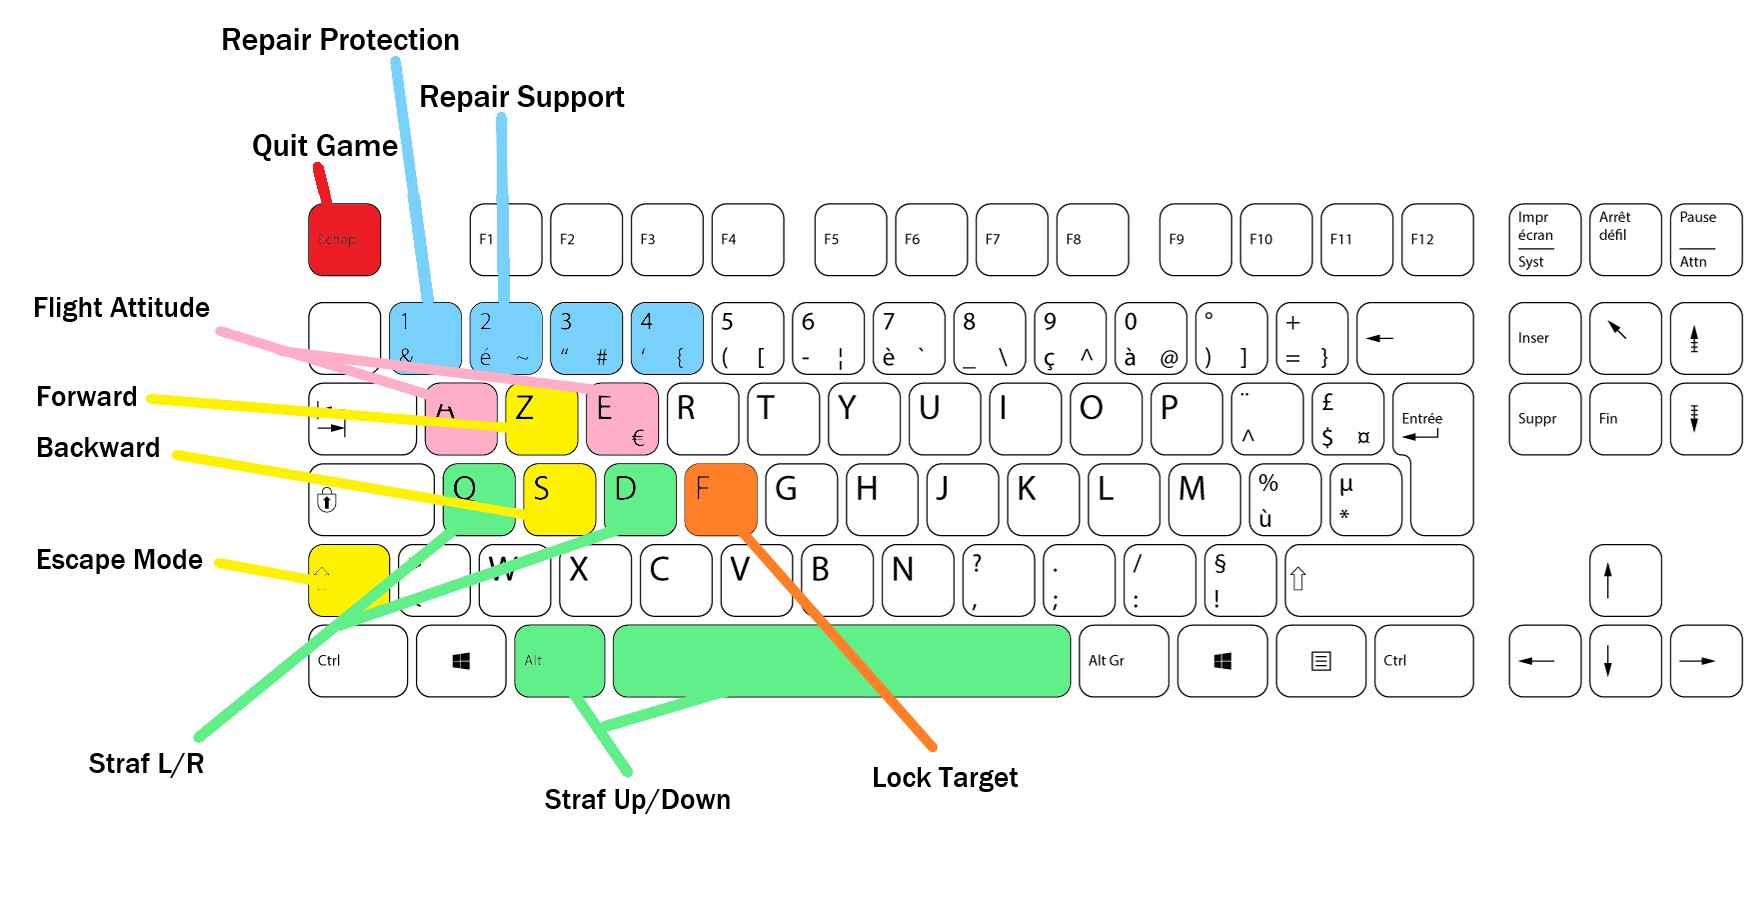 Repair Protection
Repair Support
Quit Game
Echap
F1 F2 F3 F4 F5 F6 F7 F8 F9 F10 F11 F12
Impr écran Syst
Arrêt défil
Pause Attn
Flight Attitude
1 &
2 é ~
3 “ #
4 ‘ {
5 ( [
6 - ¦
7 è `
8 _ \
9 ç ^
0 à @
° ) ]
+ = }
Inser
Forward
A Z E € R T Y U I O P
¨ ^
£ $ ¤
Entrée
Suppr Fin
Backward
Q S D F G H J K L M
% ù
µ *
Escape Mode
W X C V B N
? ,
. ;
/ :
§ !
Ctrl Alt Alt Gr Ctrl
Straf L/R
Straf Up/Down
Lock Target